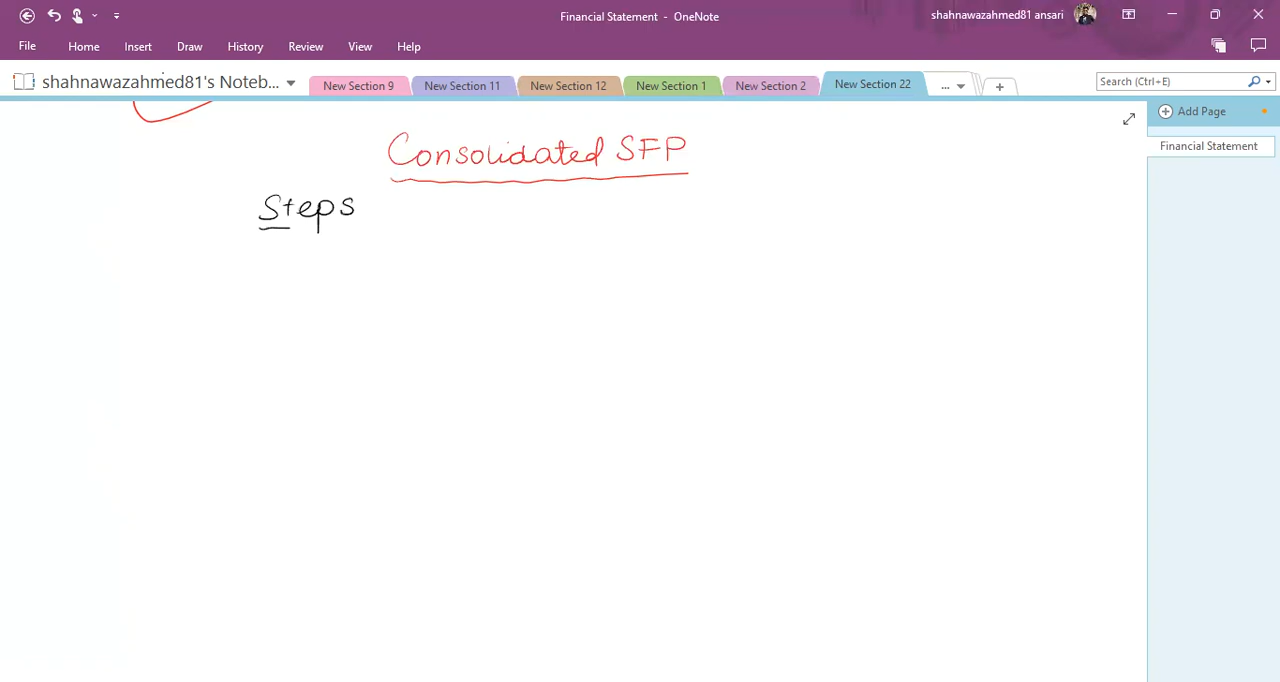 Financial Statement - OneNote
shahnawazahmed81 ansari
File Home Insert Draw History Review View Help
shahnawazahmed81's Noteb... New Section 9 New Section 11 New Section 12 New Section 1 New Section 2 New Section 22 ... + Search (Ctrl+E)
Add Page
Financial Statement
Consolidated SFP
Steps